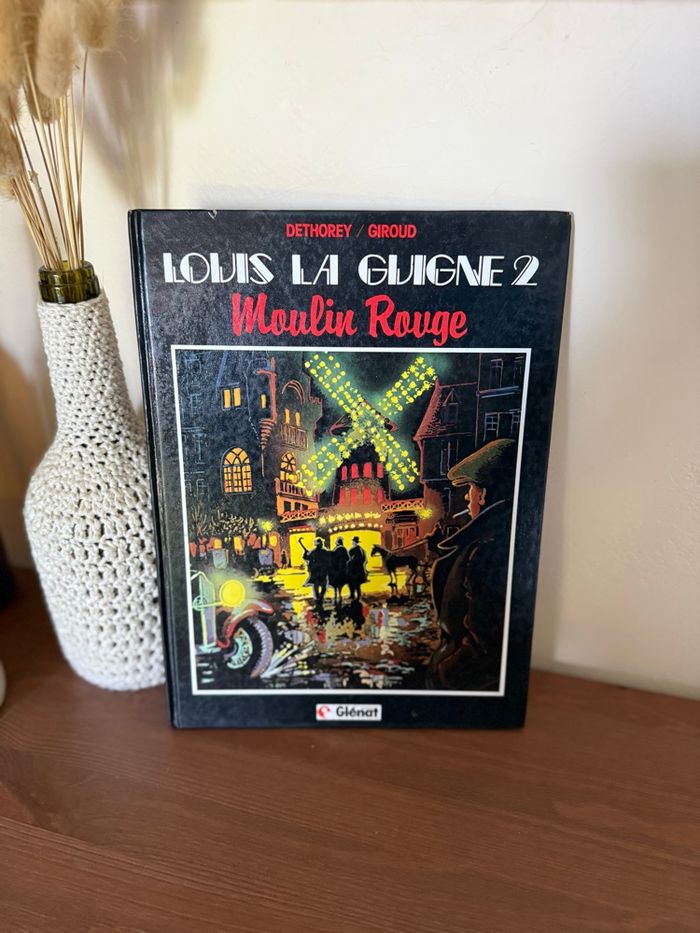 DETHOREY / GIROUD
LOUIS LA GUIGNE 2
Moulin Rouge
Glénat